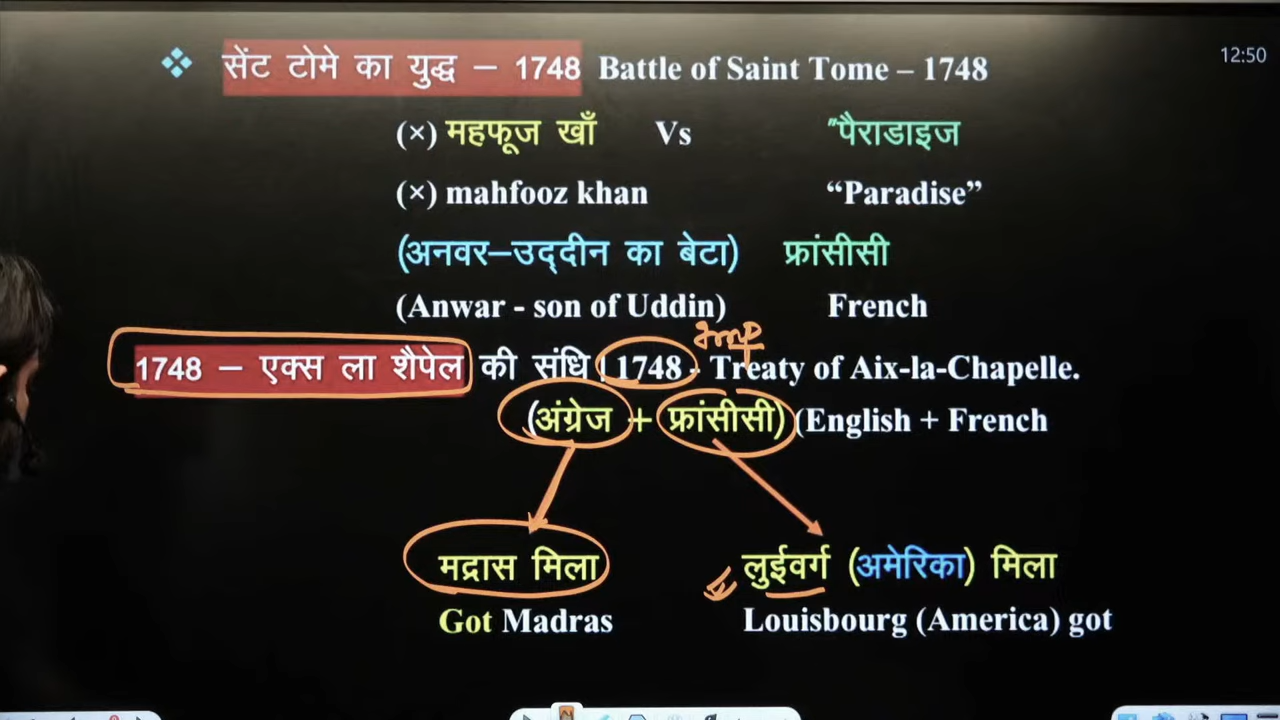 12:50
❖ सेंट टोमे का युद्ध – 1748 Battle of Saint Tome – 1748
(×) महफूज खाँ Vs "पैराडाइज
(×) mahfooz khan “Paradise”
(अनवर–उद्दीन का बेटा) फ्रांसीसी
(Anwar - son of Uddin) French
Imp
1748 – एक्स ला शैपेल की संधि | 1748 - Treaty of Aix-la-Chapelle.
(अंग्रेज + फ्रांसीसी) (English + French
मद्रास मिला लुईवर्ग (अमेरिका) मिला
Got Madras Louisbourg (America) got